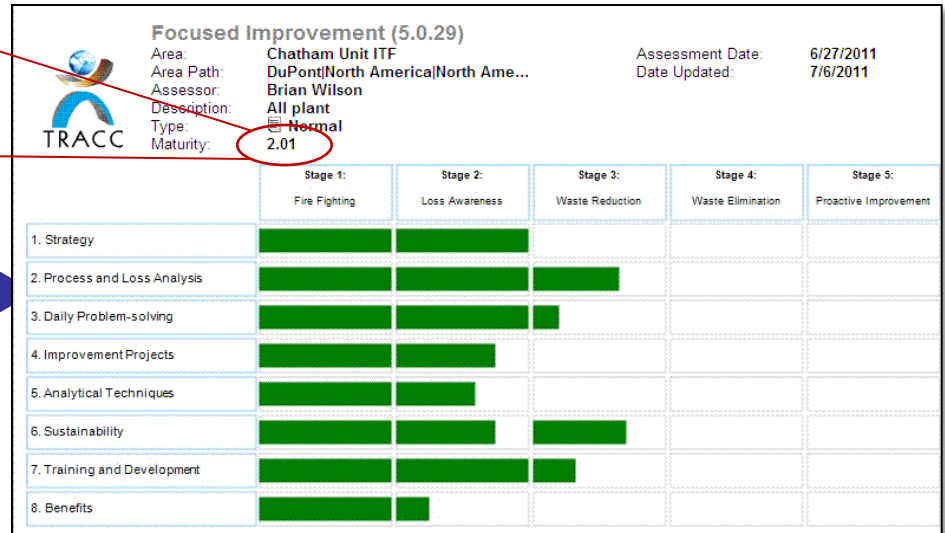 Focused Improvement (5.0.29)
Area: Chatham Unit ITF Assessment Date: 6/27/2011
Area Path: DuPont|North America|North Ame... Date Updated: 7/6/2011
Assessor: Brian Wilson
Description: All plant
Type: Normal
Maturity: 2.01
TRACC
Stage 1: Stage 2: Stage 3: Stage 4: Stage 5:
Fire Fighting Loss Awareness Waste Reduction Waste Elimination Proactive Improvement
1. Strategy
2. Process and Loss Analysis
3. Daily Problem-solving
4. Improvement Projects
5. Analytical Techniques
6. Sustainability
7. Training and Development
8. Benefits